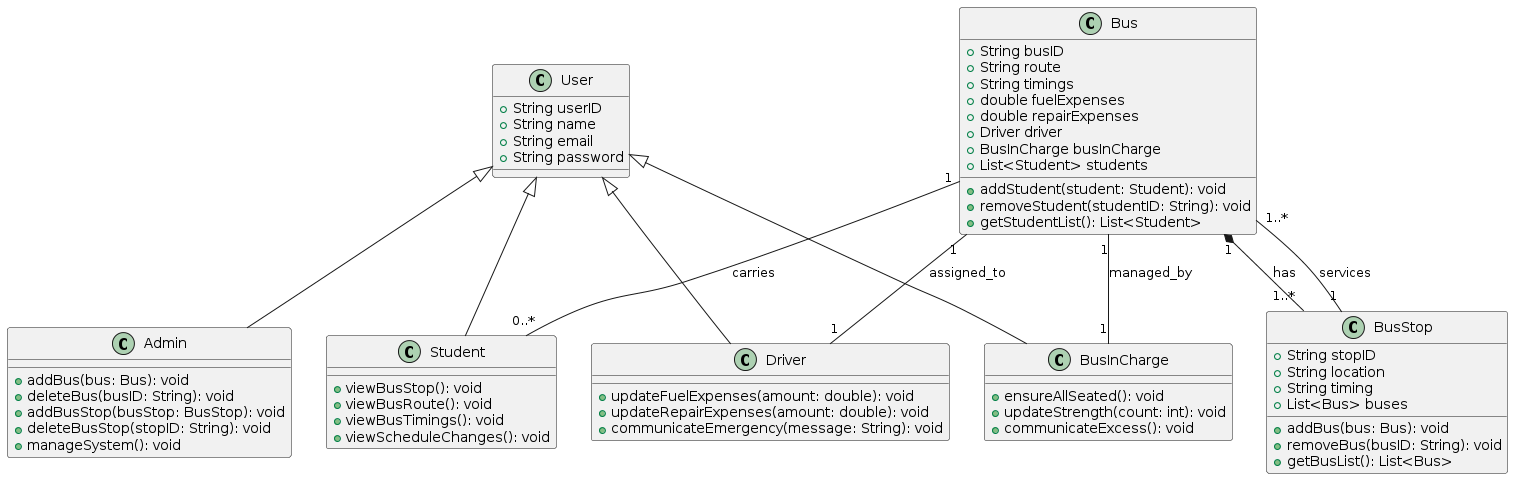 C Bus
String busID
String route
String timings
double fuelExpenses
double repairExpenses
Driver driver
BusInCharge busInCharge
List<Student> students
addStudent(student: Student): void
removeStudent(studentID: String): void
getStudentList(): List<Student>
C User
String userID
String name
String email
String password
1
1
1
1
1..*
carries
assigned_to
managed_by
has
services
0..*
1
1
1..*
1
C Admin
addBus(bus: Bus): void
deleteBus(busID: String): void
addBusStop(busStop: BusStop): void
deleteBusStop(stopID: String): void
manageSystem(): void
C Student
viewBusStop(): void
viewBusRoute(): void
viewBusTimings(): void
viewScheduleChanges(): void
C Driver
updateFuelExpenses(amount: double): void
updateRepairExpenses(amount: double): void
communicateEmergency(message: String): void
C BusInCharge
ensureAllSeated(): void
updateStrength(count: int): void
communicateExcess(): void
C BusStop
String stopID
String location
String timing
List<Bus> buses
addBus(bus: Bus): void
removeBus(busID: String): void
getBusList(): List<Bus>